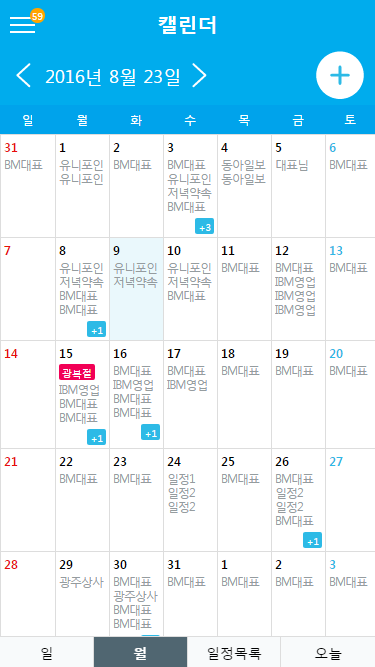 59
캘린더
2016년 8월 23일
일 월 화 수 목 금 토
31 1 2 3 4 5 6
BM대표 유니포인 BM대표 BM대표 동아일보 대표님 BM대표
유니포인 유니포인 동아일보
저녁약속
BM대표
+3
7 8 9 10 11 12 13
유니포인 유니포인 유니포인 BM대표 BM대표 BM대표
저녁약속 저녁약속 저녁약속 IBM영업
BM대표 BM대표 IBM영업
BM대표 IBM영업
+1
14 15 16 17 18 19 20
광복절 BM대표 BM대표 BM대표 BM대표 BM대표
IBM영업 IBM영업 IBM영업
BM대표 BM대표
BM대표 BM대표
+1 +1
21 22 23 24 25 26 27
BM대표 BM대표 일정1 BM대표 BM대표
일정2 일정2
일정2 일정2
BM대표
+1
28 29 30 31 1 2 3
광주상사 BM대표 BM대표 BM대표 BM대표 BM대표
광주상사
BM대표
BM대표
일 월 일정목록 오늘